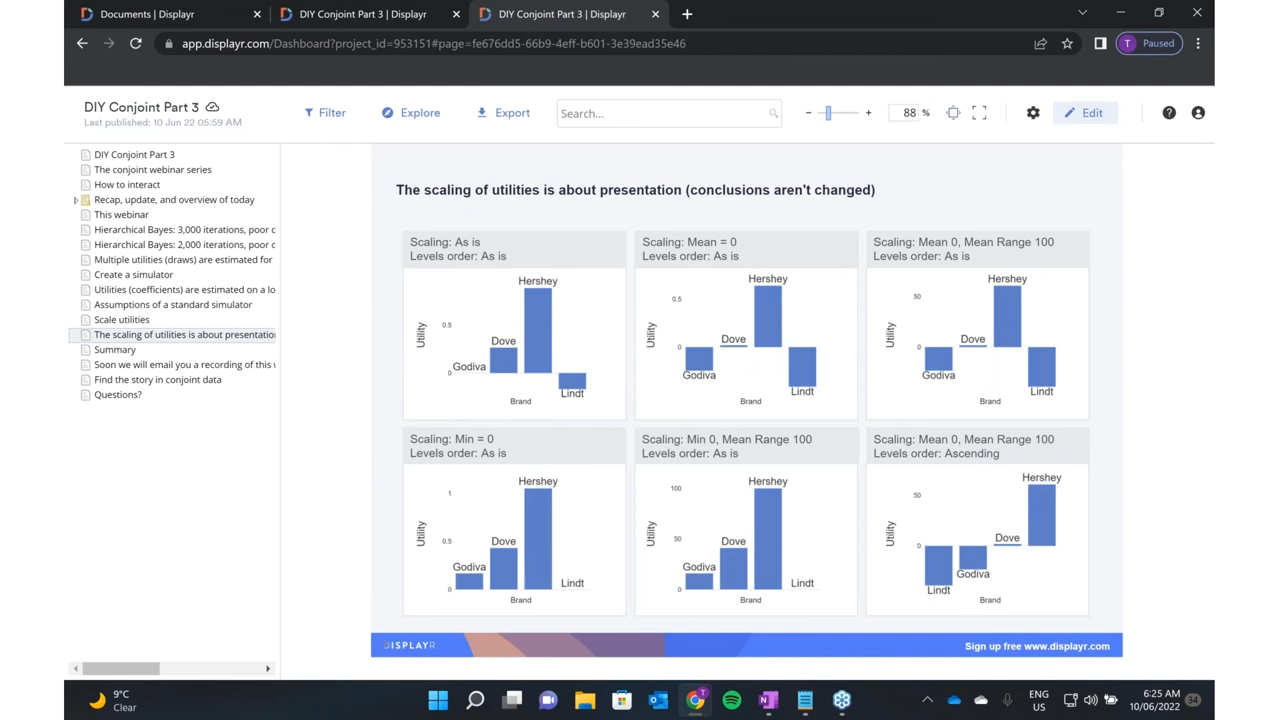 Documents | Displayr
DIY Conjoint Part 3 | Displayr
DIY Conjoint Part 3 | Displayr
app.displayr.com/Dashboard?project_id=953151#page=fe676dd5-66b9-4eff-b601-3e39ead35e46
T Paused
DIY Conjoint Part 3
Last published: 10 Jun 22 05:59 AM
Filter
Explore
Export
Search...
88 %
Edit
DIY Conjoint Part 3
The conjoint webinar series
How to interact
Recap, update, and overview of today
This webinar
Hierarchical Bayes: 3,000 iterations, poor c
Hierarchical Bayes: 2,000 iterations, poor c
Multiple utilities (draws) are estimated for
Create a simulator
Utilities (coefficients) are estimated on a lo
Assumptions of a standard simulator
Scale utilities
The scaling of utilities is about presentation
Summary
Soon we will email you a recording of this
Find the story in conjoint data
Questions?
The scaling of utilities is about presentation (conclusions aren't changed)
Scaling: As is
Levels order: As is
Hershey
0.5
Dove
Utility
Godiva
0
Lindt
Brand
Scaling: Mean = 0
Levels order: As is
Hershey
0.5
Utility
Dove
0
Godiva
Lindt
Brand
Scaling: Mean 0, Mean Range 100
Levels order: As is
Hershey
50
Utility
Dove
0
Godiva
Lindt
Brand
Scaling: Min = 0
Levels order: As is
Hershey
1
Utility
0.5
Dove
Godiva
Lindt
0
Brand
Scaling: Min 0, Mean Range 100
Levels order: As is
Hershey
100
Utility
50
Dove
Godiva
Lindt
0
Brand
Scaling: Mean 0, Mean Range 100
Levels order: Ascending
Hershey
50
Utility
Dove
0
Godiva
Lindt
Brand
DISPLAYR
Sign up free www.displayr.com
9°C
Clear
T
ENG
US
6:25 AM
10/06/2022
34